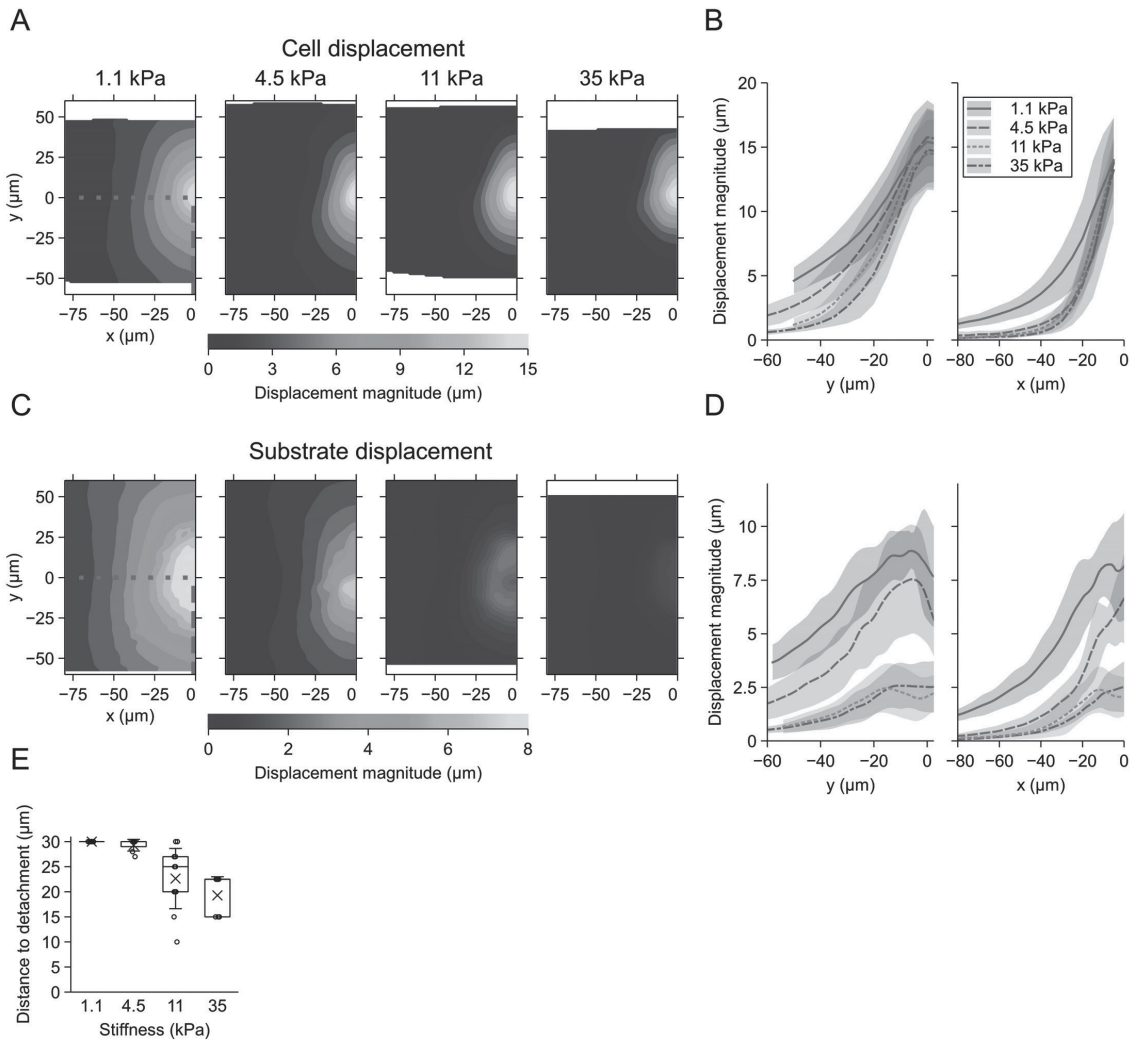 A
Cell displacement
1.1 kPa 4.5 kPa 11 kPa 35 kPa
50
25
0
−25
−50
y (µm)
−75 −50 −25 0 −75 −50 −25 0 −75 −50 −25 0 −75 −50 −25 0
x (µm)
0 3 6 9 12 15
Displacement magnitude (µm)
B
20
15
10
5
0
Displacement magnitude (µm)
1.1 kPa
4.5 kPa
11 kPa
35 kPa
−60 −40 −20 0 −80 −60 −40 −20 0
y (µm) x (µm)
C
Substrate displacement
50
25
0
−25
−50
y (µm)
−75 −50 −25 0 −75 −50 −25 0 −75 −50 −25 0 −75 −50 −25 0
x (µm)
0 2 4 6 8
Displacement magnitude (µm)
D
10
7.5
5
2.5
0
Displacement magnitude (µm)
−60 −40 −20 0 −80 −60 −40 −20 0
y (µm) x (µm)
E
30
25
20
15
10
5
0
Distance to detachment (µm)
1.1 4.5 11 35
Stiffness (kPa)